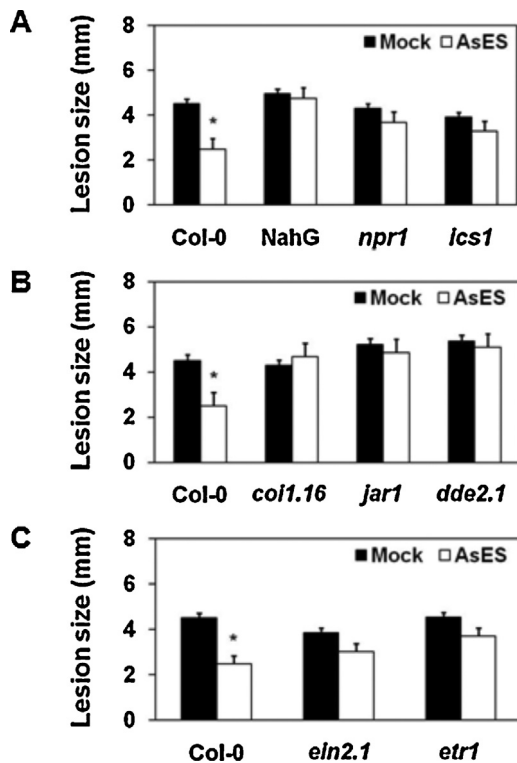 A
Lesion size (mm)
8
6
4
2
0
Mock AsES
*
Col-0 NahG npr1 ics1
B
Lesion size (mm)
8
6
4
2
0
Mock AsES
*
Col-0 coi1.16 jar1 dde2.1
C
Lesion size (mm)
8
6
4
2
0
Mock AsES
*
Col-0 ein2.1 etr1